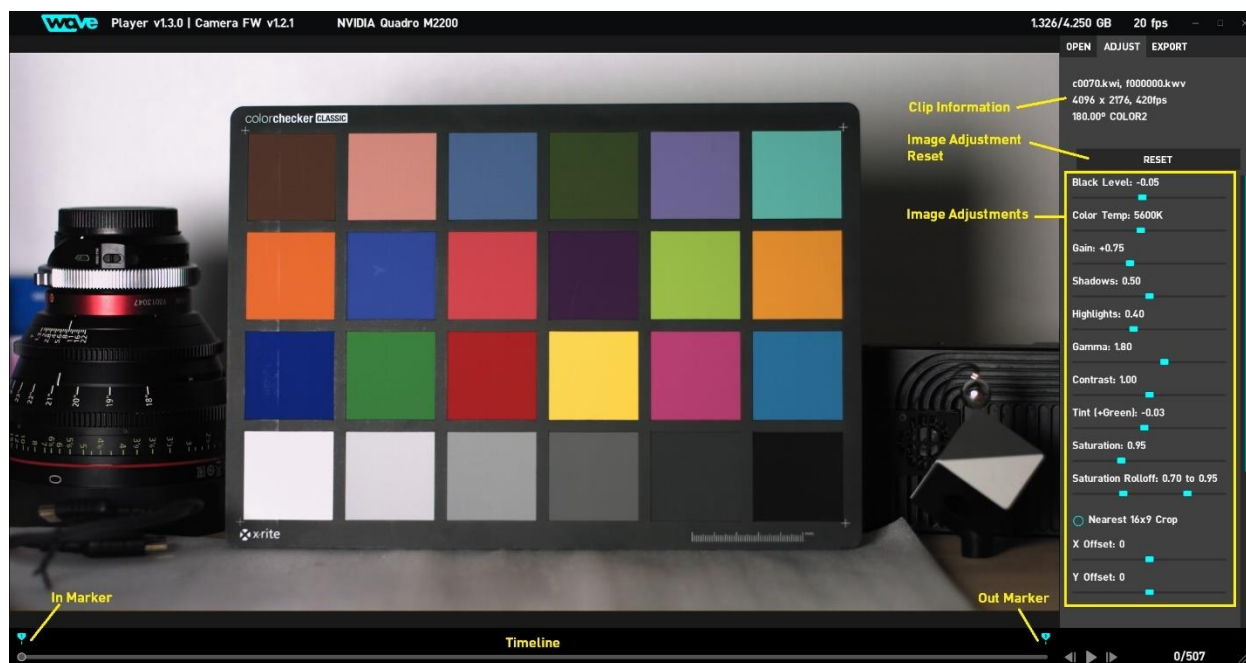 wave Player v1.3.0 | Camera FW v1.2.1 NVIDIA Quadro M2200 1.326/4.250 GB 20 fps
OPEN ADJUST EXPORT
c0070.kwi, f000000.kwv
4096 x 2176, 420fps
180.00° COLOR2
Clip Information
Image Adjustment
Reset
RESET
Image Adjustments
Black Level: -0.05
Color Temp: 5600K
Gain: +0.75
Shadows: 0.50
Highlights: 0.40
Gamma: 1.80
Contrast: 1.00
Tint (+Green): -0.03
Saturation: 0.95
Saturation Rolloff: 0.70 to 0.95
Nearest 16x9 Crop
X Offset: 0
Y Offset: 0
colorchecker CLASSIC
x-rite
In Marker
Out Marker
Timeline
0/507